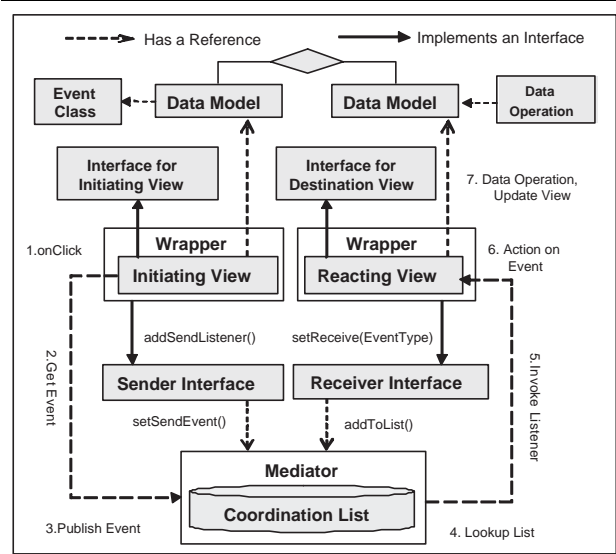 Has a Reference
Implements an Interface
Event
Class
Data Model
Data Model
Data
Operation
Interface for
Initiating View
Interface for
Destination View
7. Data Operation,
Update View
1.onClick
Wrapper
Initiating View
Wrapper
Reacting View
6. Action on
Event
addSendListener()
setReceive(EventType)
2.Get Event
Sender Interface
Receiver Interface
5.Invoke Listener
setSendEvent()
addToList()
Mediator
Coordination List
3.Publish Event
4. Lookup List